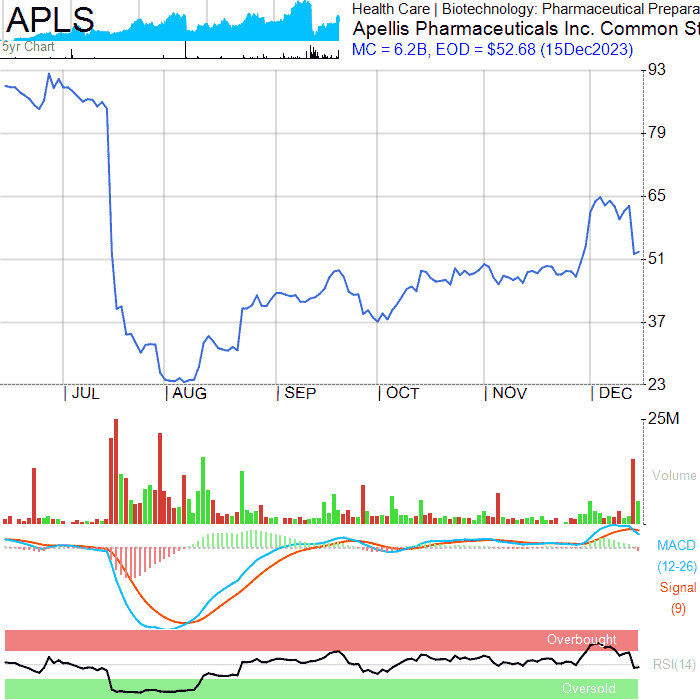 APLS
5yr Chart
Health Care | Biotechnology: Pharmaceutical Prepara
Apellis Pharmaceuticals Inc. Common St
MC = 6.2B, EOD = $52.68 (15Dec2023)
93
79
65
51
37
23
| JUL | AUG | SEP | OCT | NOV | DEC
25M
Volume
MACD
(12-26)
Signal
(9)
Overbought
RSI(14)
Oversold